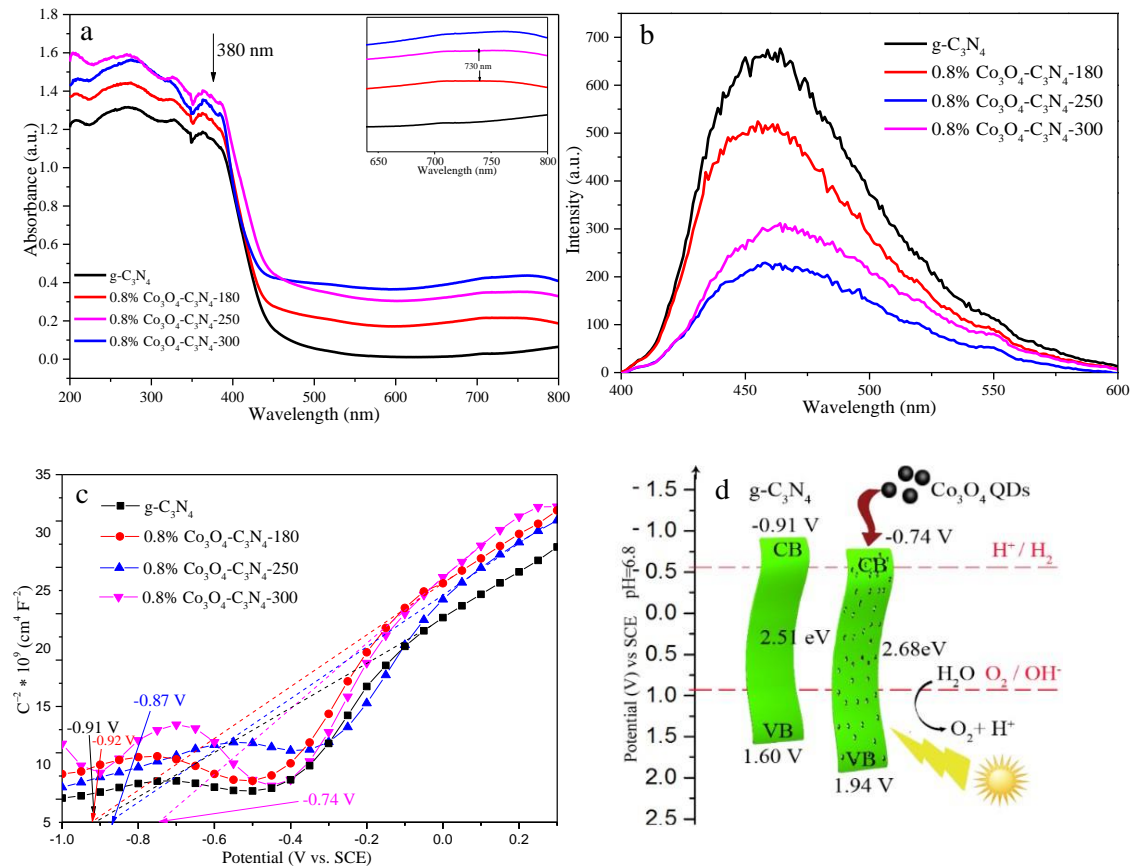 a
380 nm
1.8
1.6
1.4
1.2
1.0
0.8
0.6
0.4
0.2
0.0
Absorbance (a.u.)
200 300 400 500 600 700 800
Wavelength (nm)
g-C₃N₄
0.8% Co₃O₄-C₃N₄-180
0.8% Co₃O₄-C₃N₄-250
0.8% Co₃O₄-C₃N₄-300
730 nm
700 750 800
Wavelength (nm)
b
700
600
500
400
300
200
100
0
Intensity (a.u.)
400 450 500 550 600
Wavelength (nm)
g-C₃N₄
0.8% Co₃O₄-C₃N₄-180
0.8% Co₃O₄-C₃N₄-250
0.8% Co₃O₄-C₃N₄-300
c
35
33
30
28
25
23
20
18
15
13
10
8
5
C⁻² * 10⁹ (cm⁴ F⁻²)
g-C₃N₄
0.8% Co₃O₄-C₃N₄-180
0.8% Co₃O₄-C₃N₄-250
0.8% Co₃O₄-C₃N₄-300
-0.87 V
-0.91 V
-0.92 V
-0.74 V
-1.0 -0.8 -0.6 -0.4 -0.2 0.0 0.2
Potential (V vs. SCE)
d
-1.5
-1.0
-0.5
0.0
0.5
1.0
1.5
2.0
2.5
Potential (V) vs SCE pH=6.8
g-C₃N₄
Co₃O₄ QDs
-0.91 V
-0.74 V
CB
CB
H⁺ / H₂
2.51 eV
2.68eV
H₂O O₂ / OH⁻
O₂ + H⁺
VB
VB
1.60 V
1.94 V